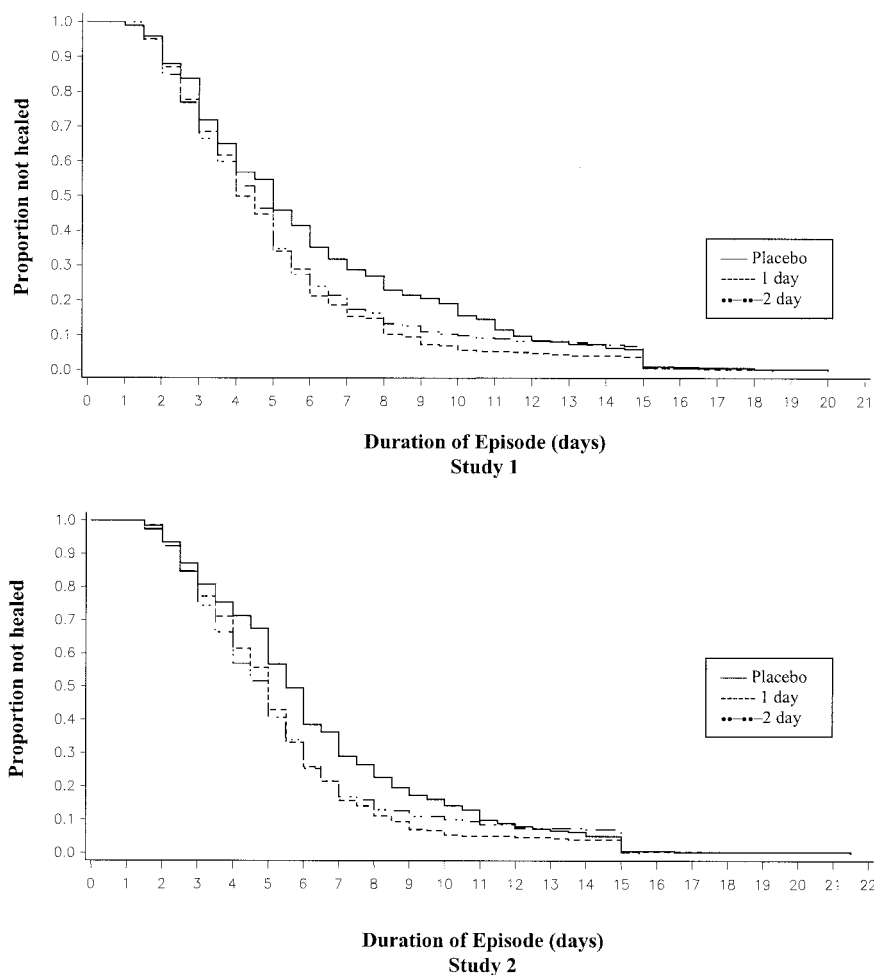 1.0
0.9
0.8
0.7
0.6
0.5
0.4
0.3
0.2
0.1
0.0
Proportion not healed
Placebo
1 day
2 day
0 1 2 3 4 5 6 7 8 9 10 11 12 13 14 15 16 17 18 19 20 21
Duration of Episode (days)
Study 1
1.0
0.9
0.8
0.7
0.6
0.5
0.4
0.3
0.2
0.1
0.0
Proportion not healed
Placebo
1 day
2 day
0 1 2 3 4 5 6 7 8 9 10 11 12 13 14 15 16 17 18 19 20 21 22
Duration of Episode (days)
Study 2